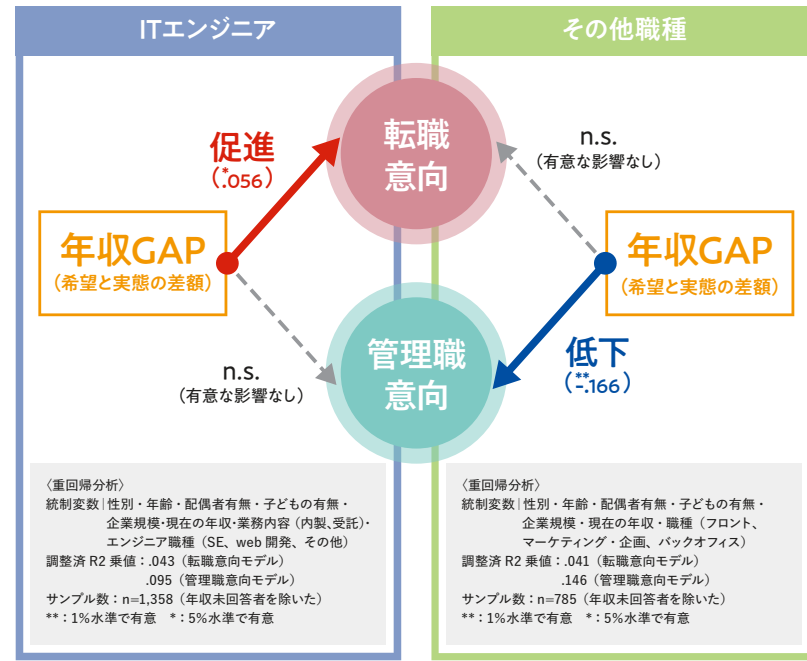 ITエンジニア
その他職種
転職
意向
促進
(*.056)
n.s.
(有意な影響なし)
年収GAP
(希望と実態の差額)
年収GAP
(希望と実態の差額)
管理職
意向
n.s.
(有意な影響なし)
低下
(**-.166)
〈重回帰分析〉
統制変数|性別・年齢・配偶者有無・子どもの有無・
企業規模・現在の年収・業務内容(内製、受託)・
エンジニア職種(SE、web 開発、その他)
調整済 R2 乗値:.043(転職意向モデル)
.095(管理職意向モデル)
サンプル数:n=1,358(年収未回答者を除いた)
**:1%水準で有意 *:5%水準で有意
〈重回帰分析〉
統制変数|性別・年齢・配偶者有無・子どもの有無・
企業規模・現在の年収・職種(フロント、
マーケティング・企画、バックオフィス)
調整済 R2 乗値:.041(転職意向モデル)
.146(管理職意向モデル)
サンプル数:n=785(年収未回答者を除いた)
**:1%水準で有意 *:5%水準で有意